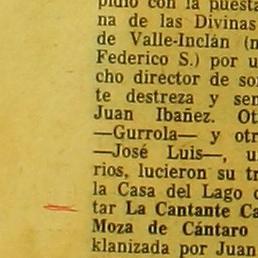 pidió con la puesta
na de las Divinas
de Valle-Inclán (n
Federico S.) por u
cho director de so
te destreza y sen
Juan Ibañez. Ot
—Gurrola— y otr
—José Luis—, u
rios, lucieron su tr
la Casa del Lago c
tar La Cantante Ca
Moza de Cántaro
klanizada por Juan